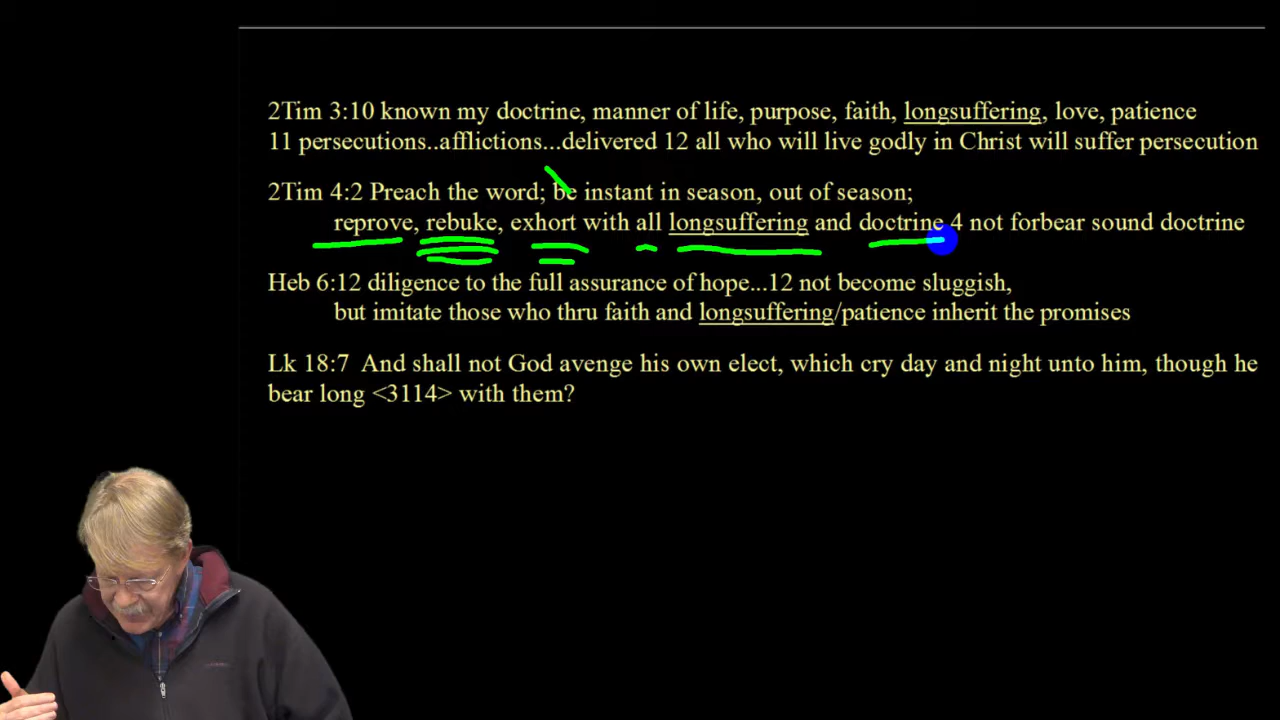 2Tim 3:10 known my doctrine, manner of life, purpose, faith, longsuffering, love, patience
11 persecutions..afflictions...delivered 12 all who will live godly in Christ will suffer persecution
2Tim 4:2 Preach the word; be instant in season, out of season;
reprove, rebuke, exhort with all longsuffering and doctrine 4 not forbear sound doctrine
Heb 6:12 diligence to the full assurance of hope...12 not become sluggish,
but imitate those who thru faith and longsuffering/patience inherit the promises
Lk 18:7 And shall not God avenge his own elect, which cry day and night unto him, though he
bear long <3114> with them?